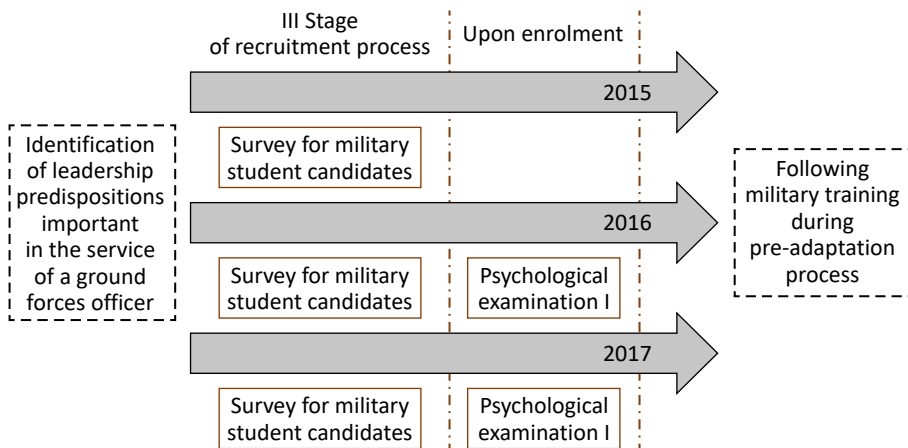 III Stage
of recruitment process
Upon enrolment
2015
Identification
of leadership
predispositions
important
in the service
of a ground
forces officer
Survey for military
student candidates
Following
military training
during
pre-adaptation
process
2016
Survey for military
student candidates
Psychological
examination I
2017
Survey for military
student candidates
Psychological
examination I